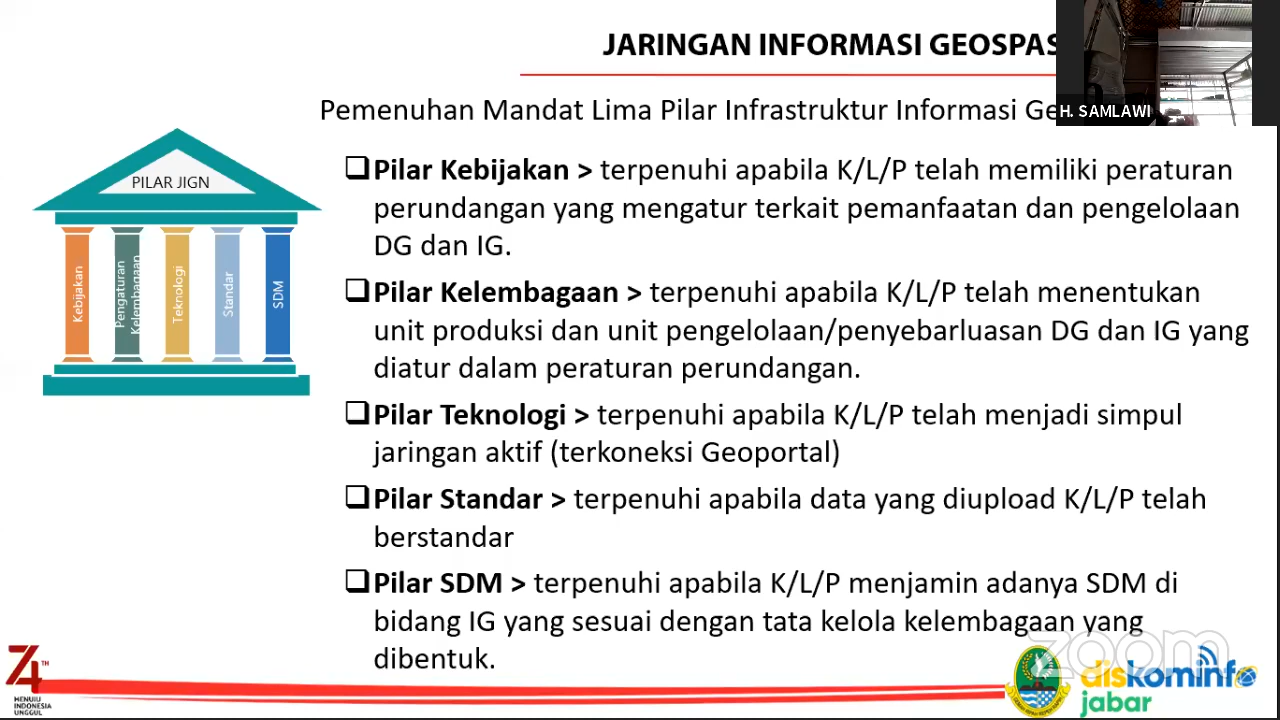 JARINGAN INFORMASI
H. SAMLAWI
Pemenuhan Mandat Lima Pilar Infrastruktur Informasi
PILAR JIGN
Kebijakan
Pengaturan
Kelembagaan
Teknologi
Standar
SDM
❑Pilar Kebijakan > terpenuhi apabila K/L/P telah memiliki peraturan
perundangan yang mengatur terkait pemanfaatan dan pengelolaan
DG dan IG.
❑Pilar Kelembagaan > terpenuhi apabila K/L/P telah menentukan
unit produksi dan unit pengelolaan/penyebarluasan DG dan IG yang
diatur dalam peraturan perundangan.
❑Pilar Teknologi > terpenuhi apabila K/L/P telah menjadi simpul
jaringan aktif (terkoneksi Geoportal)
❑Pilar Standar > terpenuhi apabila data yang diupload K/L/P telah
berstandar
❑Pilar SDM > terpenuhi apabila K/L/P menjamin adanya SDM di
bidang IG yang sesuai dengan tata kelola kelembagaan yang
dibentuk.
74TH
MENUJU
INDONESIA
UNGGUL
zoom
diskominfo
jabar